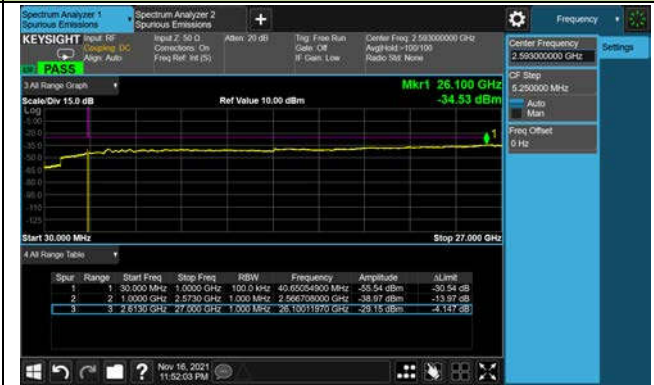 Spectrum Analyzer 1
Spurious Emissions
Spectrum Analyzer 2
Spurious Emissions
Frequency
KEYSIGHT
Input: RF
Coupling: DC
Align: Auto
Input Z: 50 Ω
Corrections: On
Freq Ref: Int (S)
Atten: 20 dB
Trig: Free Run
Gate: Off
IF Gain: Low
Center Freq: 2.593000000 GHz
Avg|Hold:>100/100
Radio Std: None
PASS
Center Frequency
2.593000000 GHz
Settings
CF Step
5.250000 MHz
Auto
Man
Freq Offset
0 Hz
3 All Range Graph
Mkr1 26.100 GHz
-34.53 dBm
Scale/Div 15.0 dB
Ref Value 10.00 dBm
Log
1
Start 30.000 MHz
Stop 27.000 GHz
4 All Range Table
Spur Range Start Freq Stop Freq RBW Frequency Amplitude ΔLimit
1 1 30.000 MHz 1.0000 GHz 100.0 kHz 40.65054900 MHz -55.54 dBm -30.54 dB
2 2 1.0000 GHz 2.5730 GHz 1.000 MHz 2.566708000 GHz -38.97 dBm -13.97 dB
3 3 2.6130 GHz 27.000 GHz 1.000 MHz 26.10011970 GHz -29.15 dBm -4.147 dB
Nov 16, 2021
11:52:03 PM